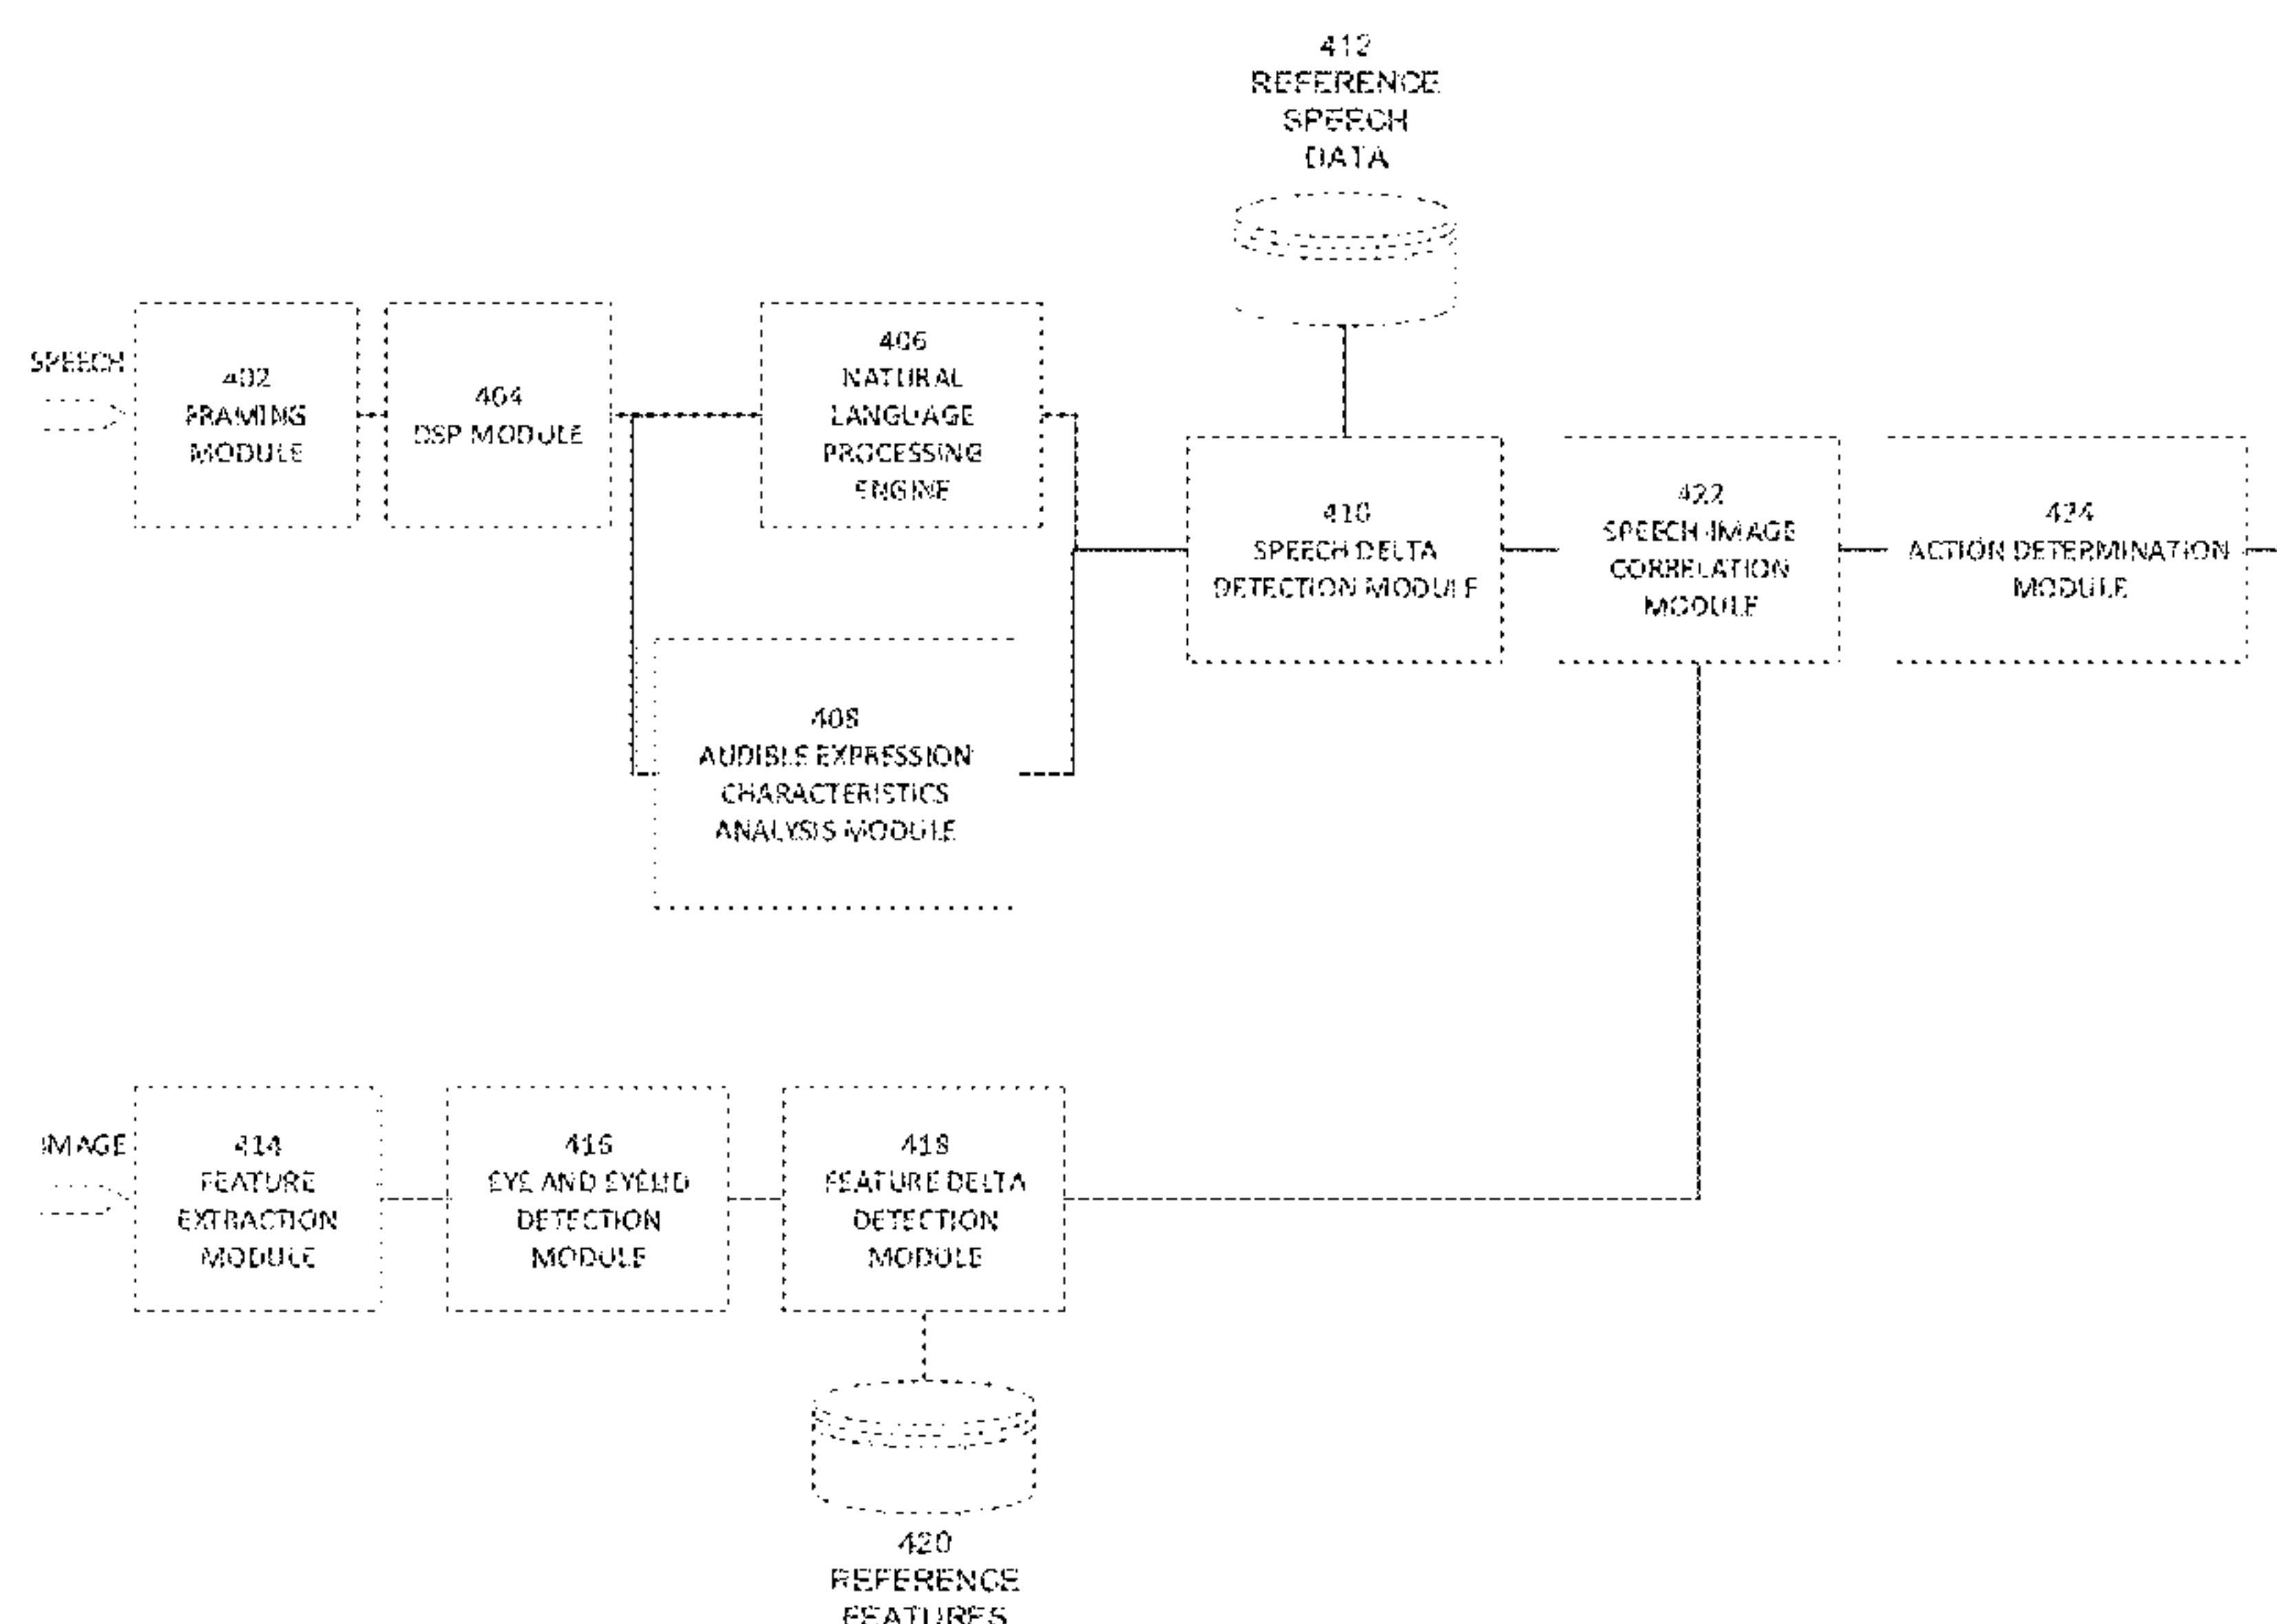 412
REFERENCE
SPEECH
DATA
SPEECH
402
FRAMING
MODULE
404
DSP MODULE
406
NATURAL
LANGUAGE
PROCESSING
ENGINE
408
AUDIBLE EXPRESSION
CHARACTERISTICS
ANALYSIS MODULE
410
SPEECH DELTA
DETECTION MODULE
422
SPEECH-IMAGE
CORRELATION
MODULE
424
ACTION DETERMINATION
MODULE
IMAGE
414
FEATURE
EXTRACTION
MODULE
416
EYE AND EYELID
DETECTION
MODULE
418
FEATURE DELTA
DETECTION
MODULE
420
REFERENCE
FEATURES